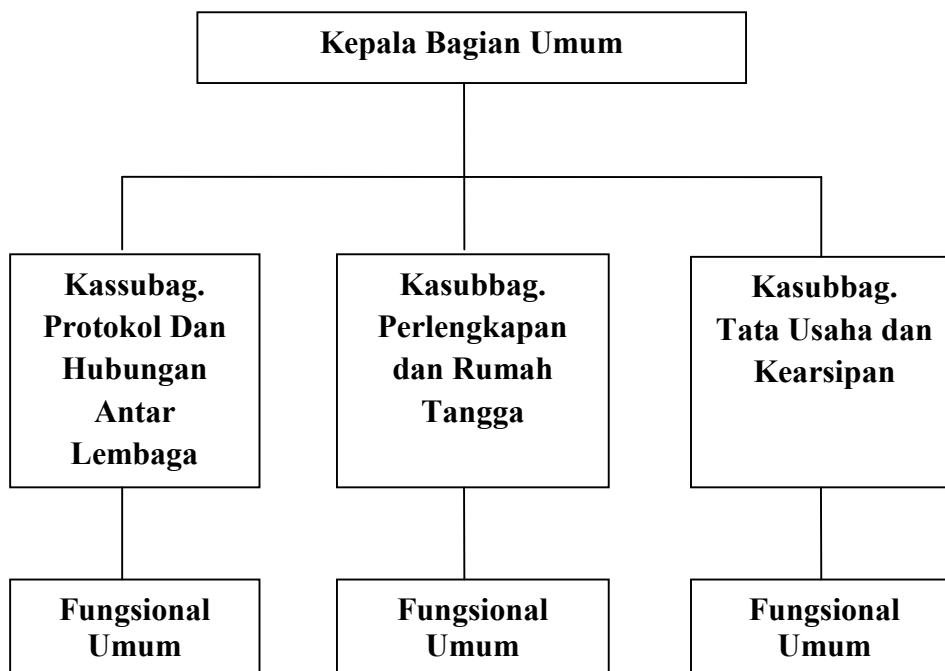 Kepala Bagian Umum
Kassubag.
Protokol Dan
Hubungan
Antar
Lembaga
Kasubbag.
Perlengkapan
dan Rumah
Tangga
Kasubbag.
Tata Usaha dan
Kearsipan
Fungsional
Umum
Fungsional
Umum
Fungsional
Umum